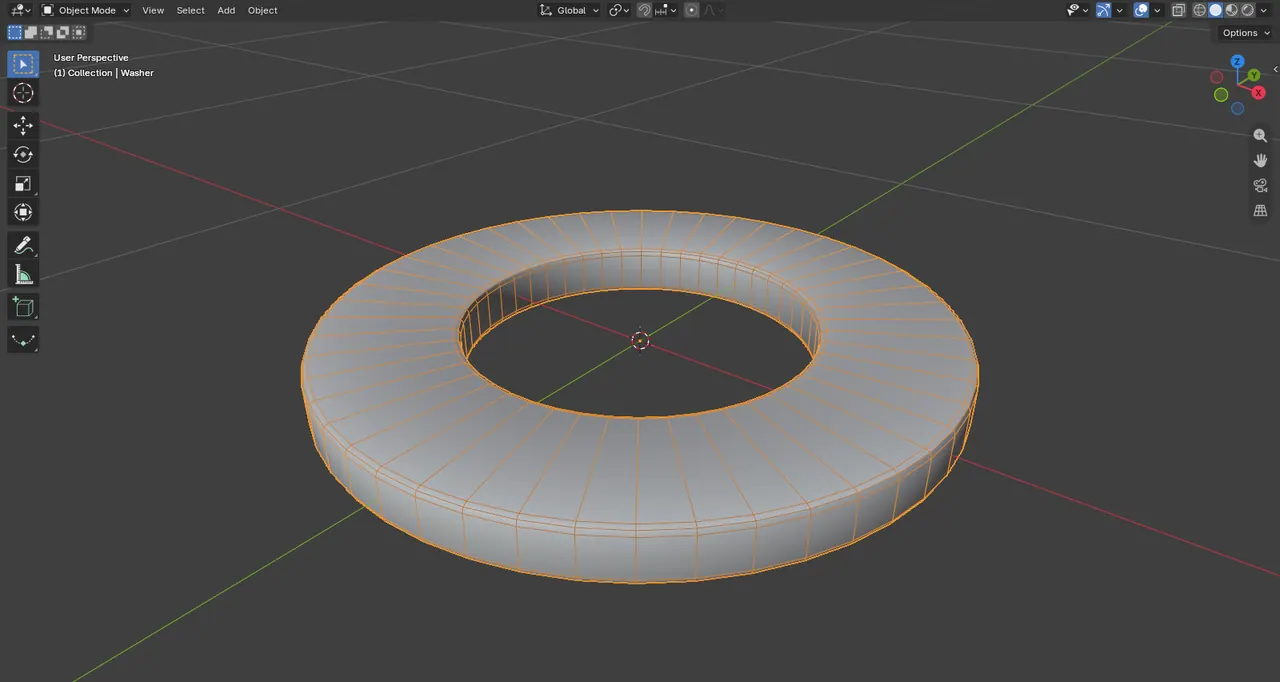 Object Mode View Select Add Object Global
Options
User Perspective
(1) Collection | Washer
Z
Y
X